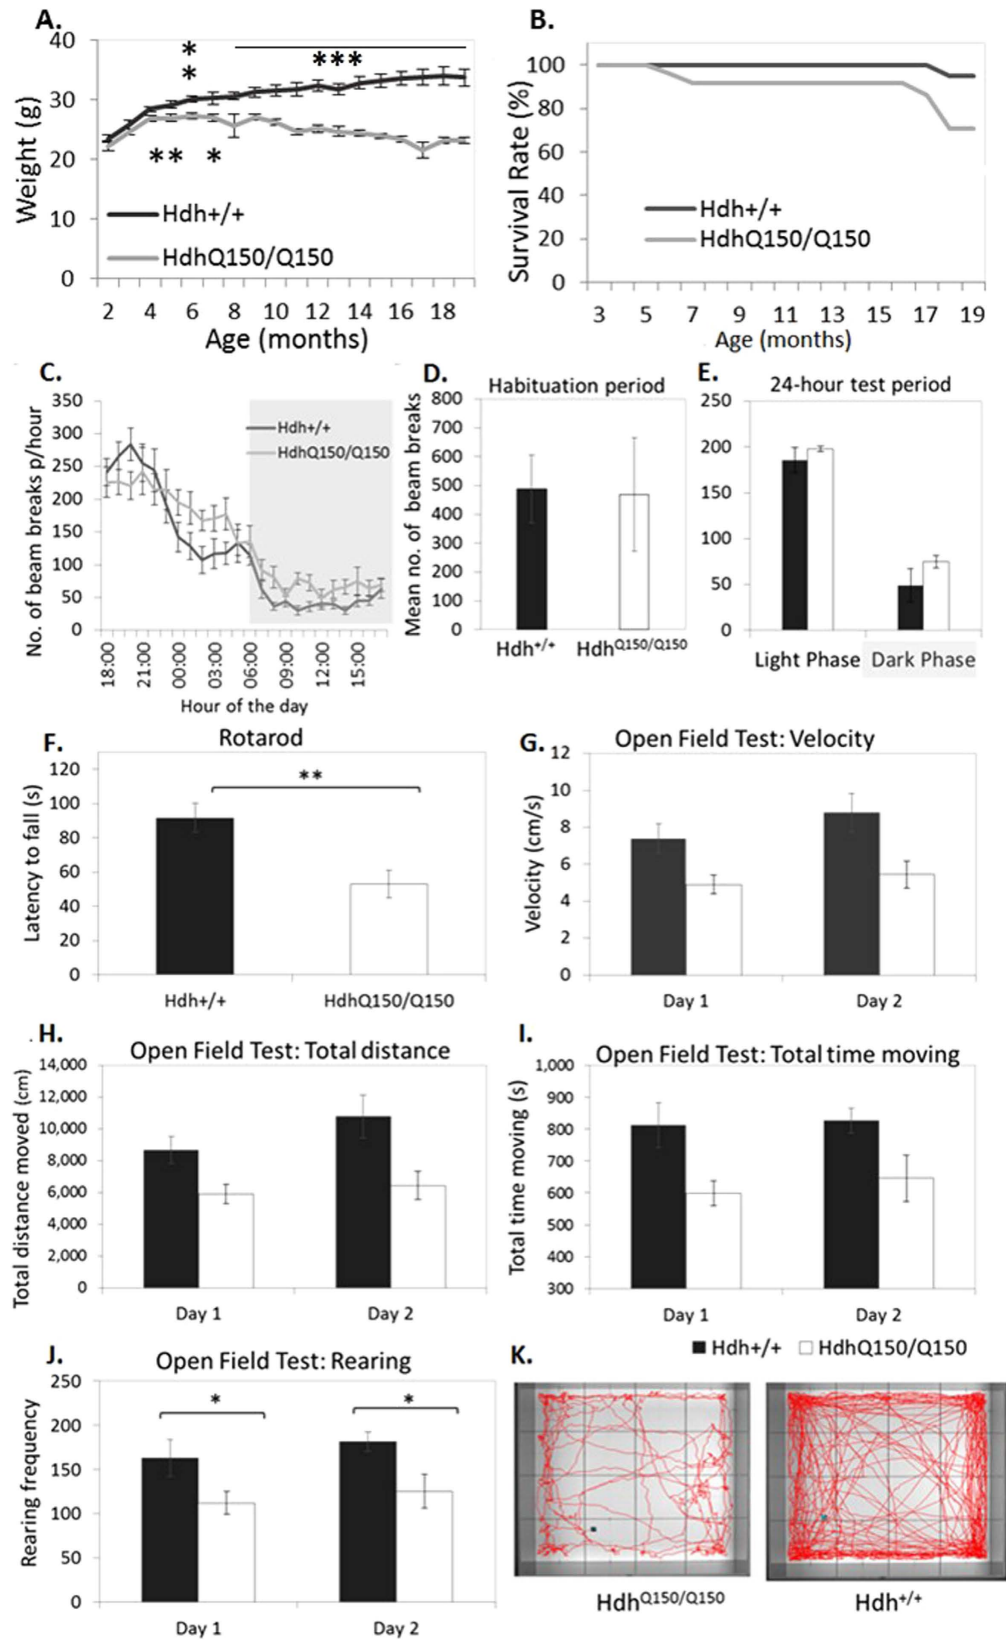 A.
Weight (g)
40
30
20
10
0
*
*
***
** *
Hdh+/+
HdhQ150/Q150
2 4 6 8 10 12 14 16 18
Age (months)
B.
Survival Rate (%)
100
80
60
40
20
0
Hdh+/+
HdhQ150/Q150
3 5 7 9 11 13 15 16 17 19
Age (months)
C.
No. of beam breaks p/hour
350
300
250
200
150
100
50
0
Hdh+/+
HdhQ150/Q150
18:00 21:00 00:00 03:00 06:00 09:00 12:00 15:00
Hour of the day
D.
Habituation period
Mean no. of beam breaks
800
700
600
500
400
300
200
100
0
Hdh+/+ HdhQ150/Q150
E.
24-hour test period
250
200
150
100
50
0
Light Phase Dark Phase
F.
Rotarod
Latency to fall (s)
120
100
80
60
40
20
0
**
Hdh+/+ HdhQ150/Q150
G.
Open Field Test: Velocity
Velocity (cm/s)
12
10
8
6
4
2
0
Day 1 Day 2
H.
Open Field Test: Total distance
Total distance moved (cm)
14,000
12,000
10,000
8,000
6,000
4,000
2,000
0
Day 1 Day 2
I.
Open Field Test: Total time moving
Total time moving (s)
1,000
900
800
700
600
500
400
300
Day 1 Day 2
Hdh+/+ HdhQ150/Q150
J.
Open Field Test: Rearing
Rearing frequency
250
200
150
100
50
0
* *
Day 1 Day 2
K.
HdhQ150/Q150 Hdh+/+